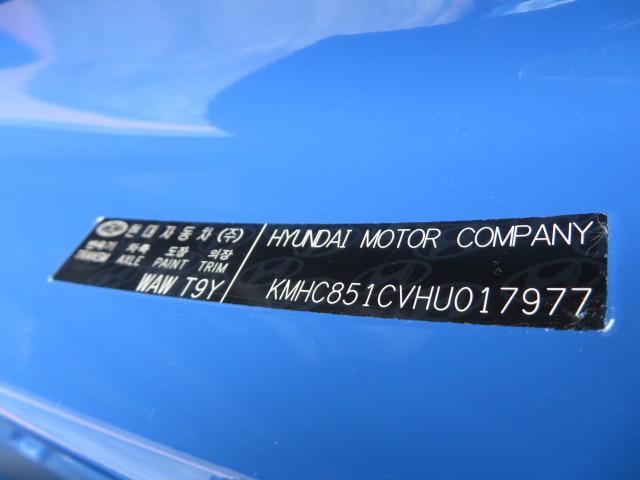 현대자동차(주)
변속기 차축 도장 의장
TRANSM AXLE PAINT TRIM
WAW T9Y
HYUNDAI MOTOR COMPANY
KMHC851CVHU017977